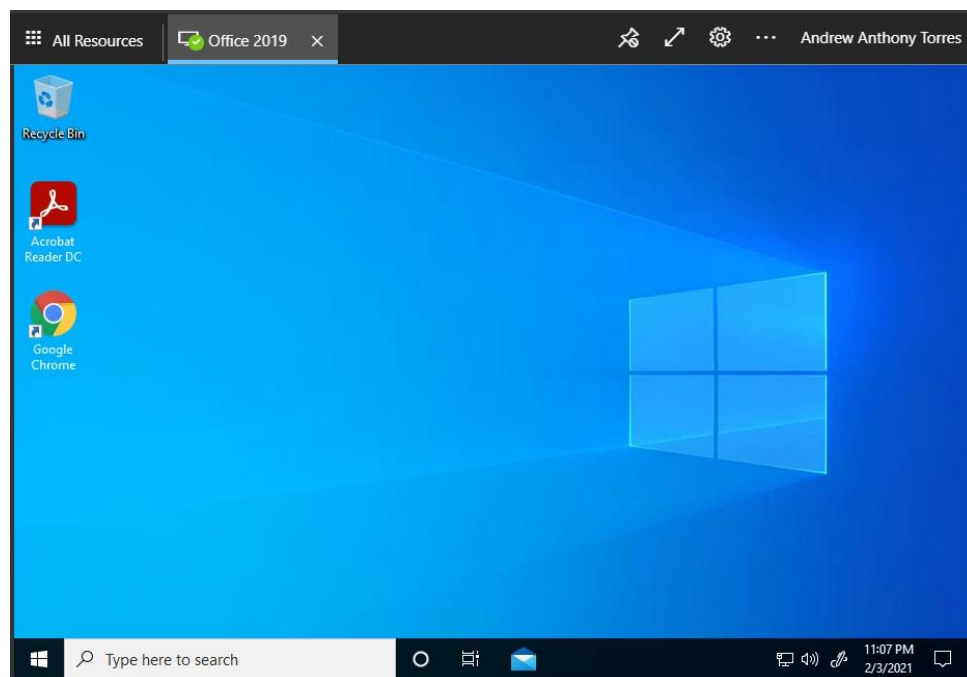 All Resources
Office 2019
Andrew Anthony Torres
Recycle Bin
Acrobat
Reader DC
Google
Chrome
Type here to search
11:07 PM
2/3/2021